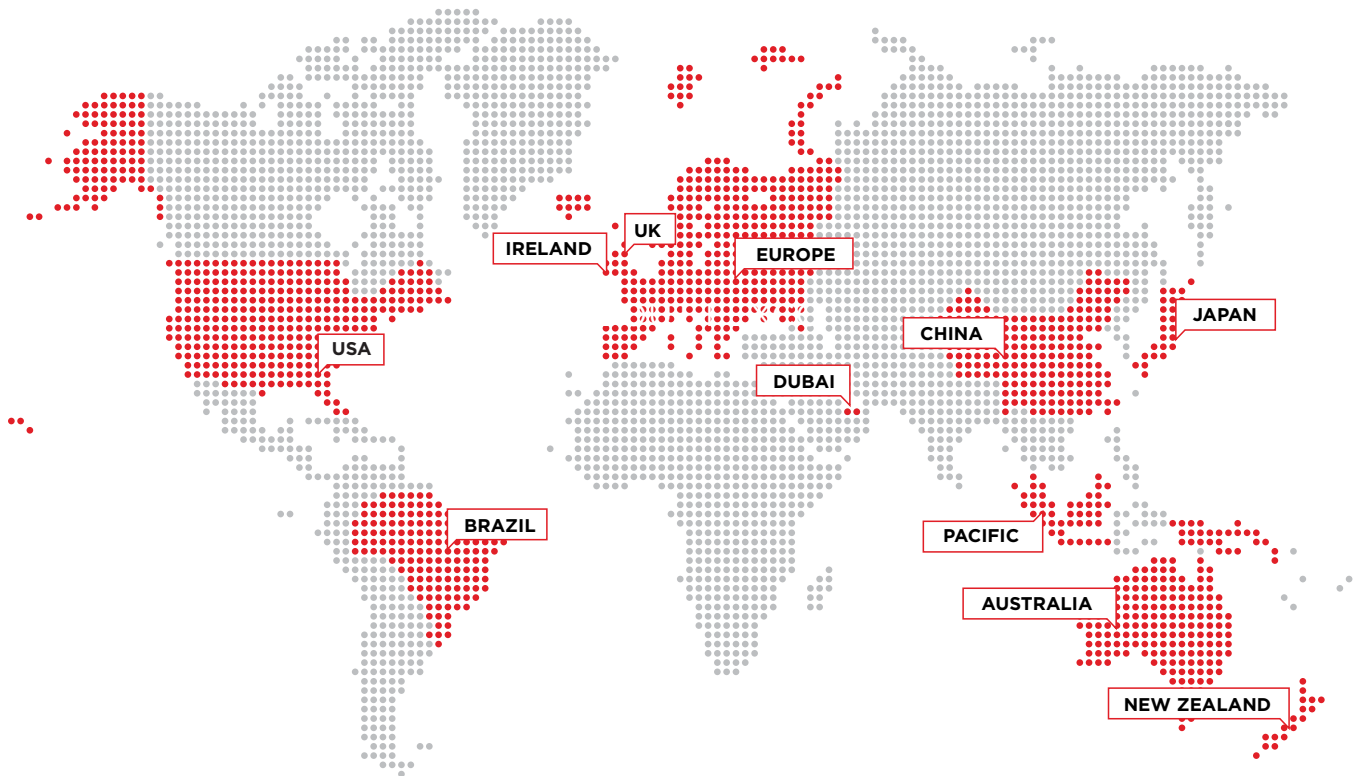 UK
IRELAND
EUROPE
JAPAN
CHINA
USA
DUBAI
BRAZIL
PACIFIC
AUSTRALIA
NEW ZEALAND